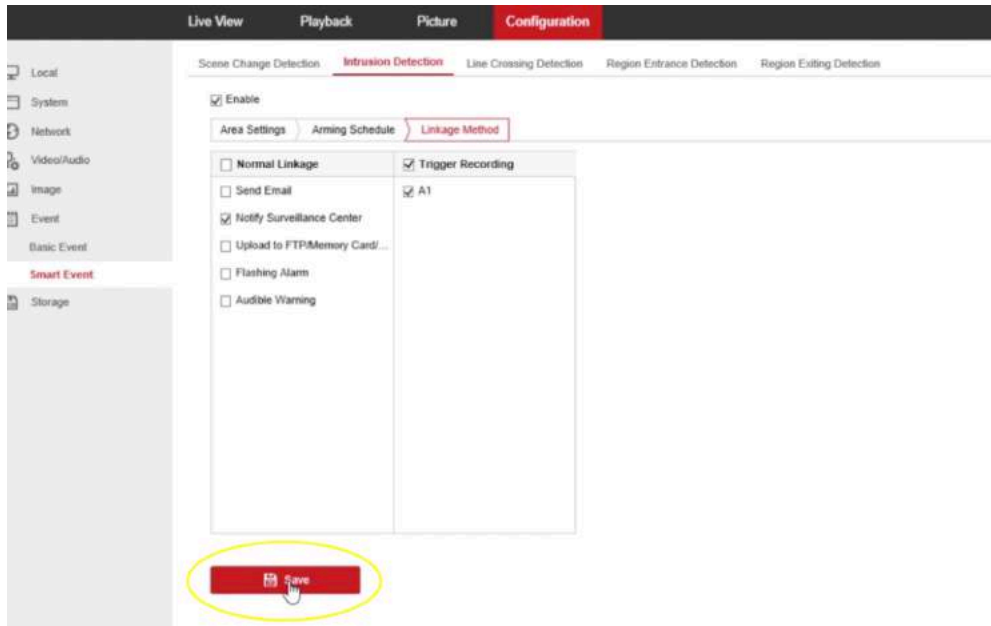 Live View Playback Picture Configuration
Local
System
Network
Video/Audio
Image
Event
Basic Event
Smart Event
Storage
Scene Change Detection Intrusion Detection Line Crossing Detection Region Entrance Detection Region Exiting Detection
Enable
Area Settings Arming Schedule Linkage Method
Normal Linkage Trigger Recording
Send Email A1
Notify Surveillance Center
Upload to FTP/Memory Card/...
Flashing Alarm
Audible Warning
Save